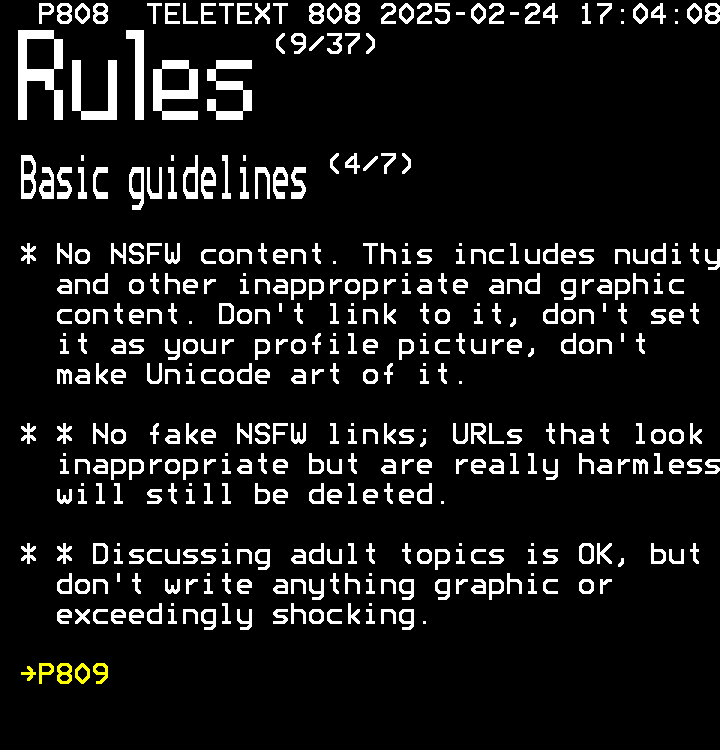 P808 TELETEXT 808 2025-02-24 17:04:08
Rules (9/37)
Basic guidelines (4/7)
* No NSFW content. This includes nudity
and other inappropriate and graphic
content. Don't link to it, don't set
it as your profile picture, don't
make Unicode art of it.
* * No fake NSFW links; URLs that look
inappropriate but are really harmless
will still be deleted.
* * Discussing adult topics is OK, but
don't write anything graphic or
exceedingly shocking.
→P809